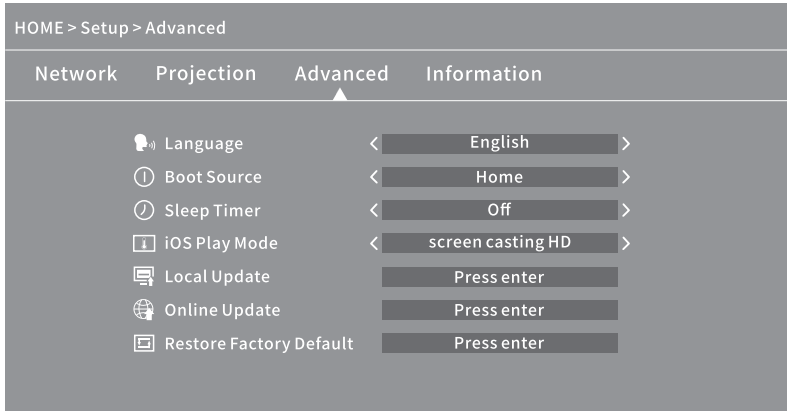 HOME > Setup > Advanced
Network Projection Advanced Information
Language < English >
Boot Source < Home >
Sleep Timer < Off >
iOS Play Mode < screen casting HD >
Local Update Press enter
Online Update Press enter
Restore Factory Default Press enter